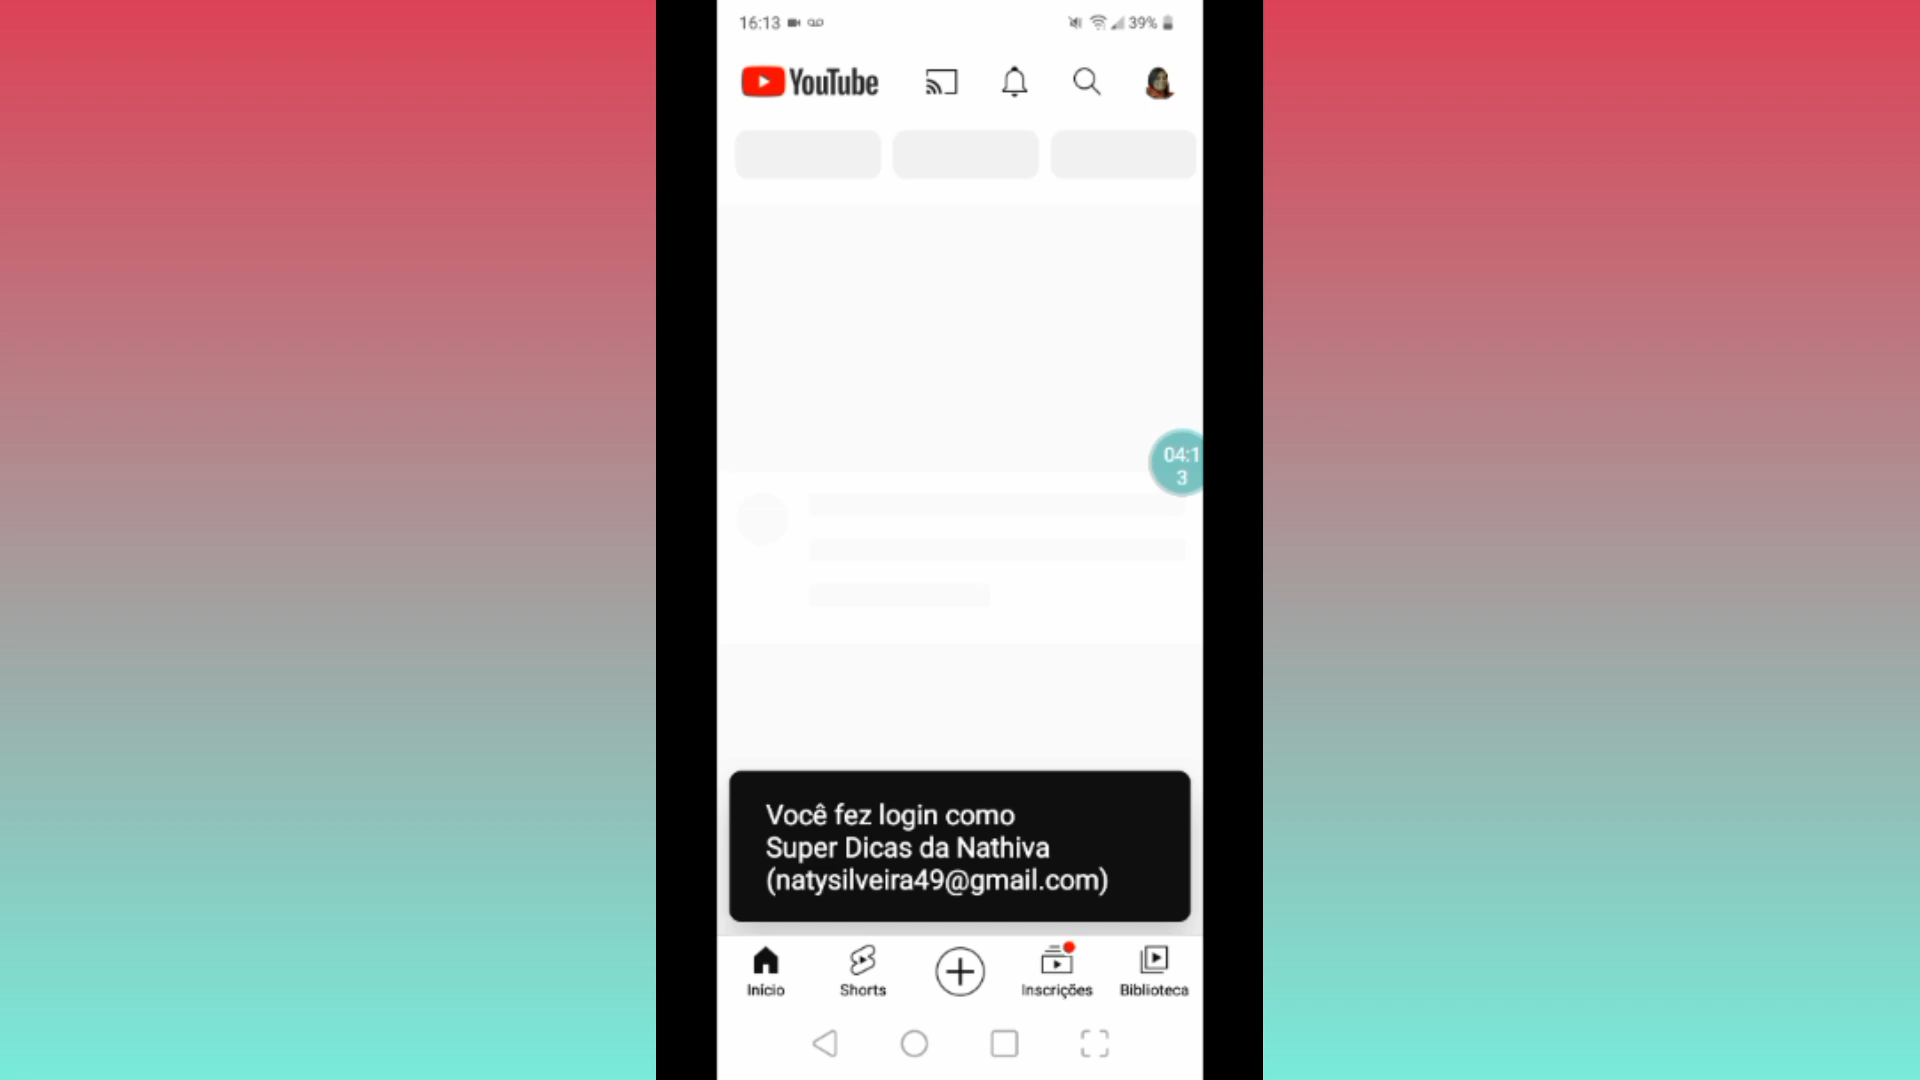 16:13
39%
YouTube
04:1
3
Você fez login como
Super Dicas da Nathiva
(natysilveira49@gmail.com)
Início
Shorts
Inscrições
Biblioteca